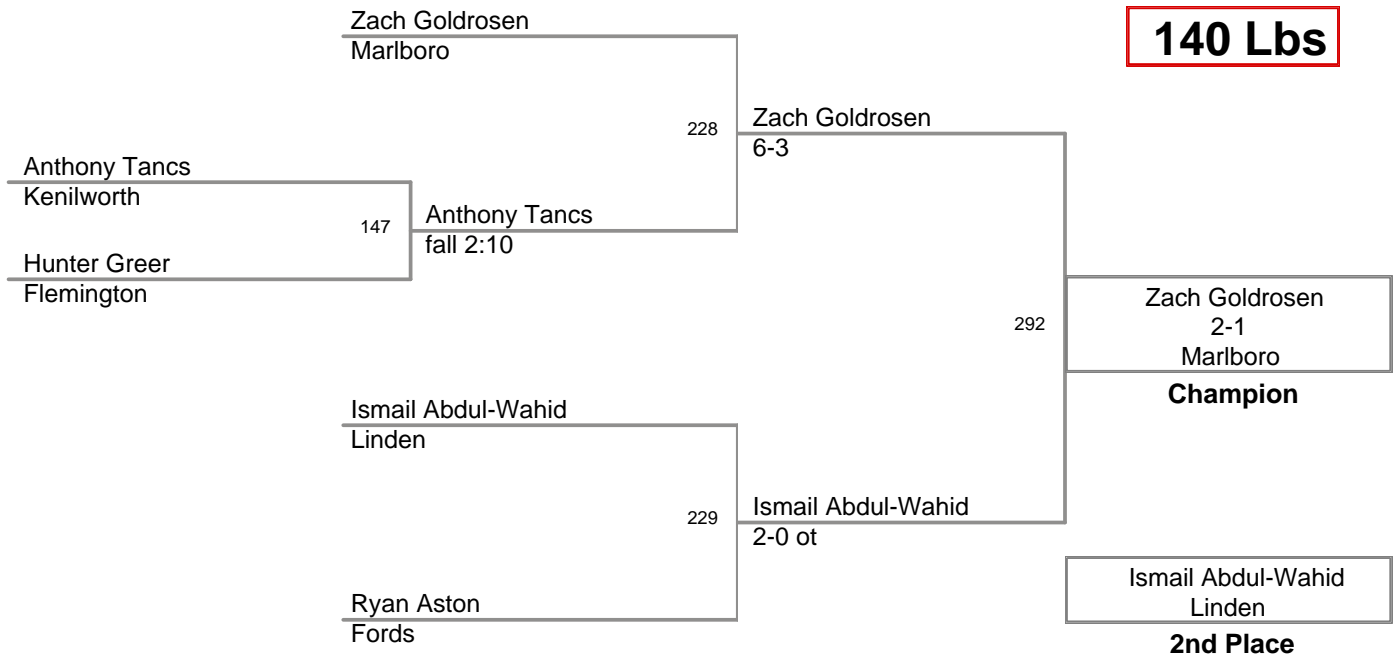 140 Lbs
Zach Goldrosen
Marlboro
228
Zach Goldrosen
6-3
Anthony Tancs
Kenilworth
147
Anthony Tancs
fall 2:10
Hunter Greer
Flemington
292
Zach Goldrosen
2-1
Marlboro
Champion
Ismail Abdul-Wahid
Linden
229
Ismail Abdul-Wahid
2-0 ot
Ryan Aston
Fords
Ismail Abdul-Wahid
Linden
2nd Place